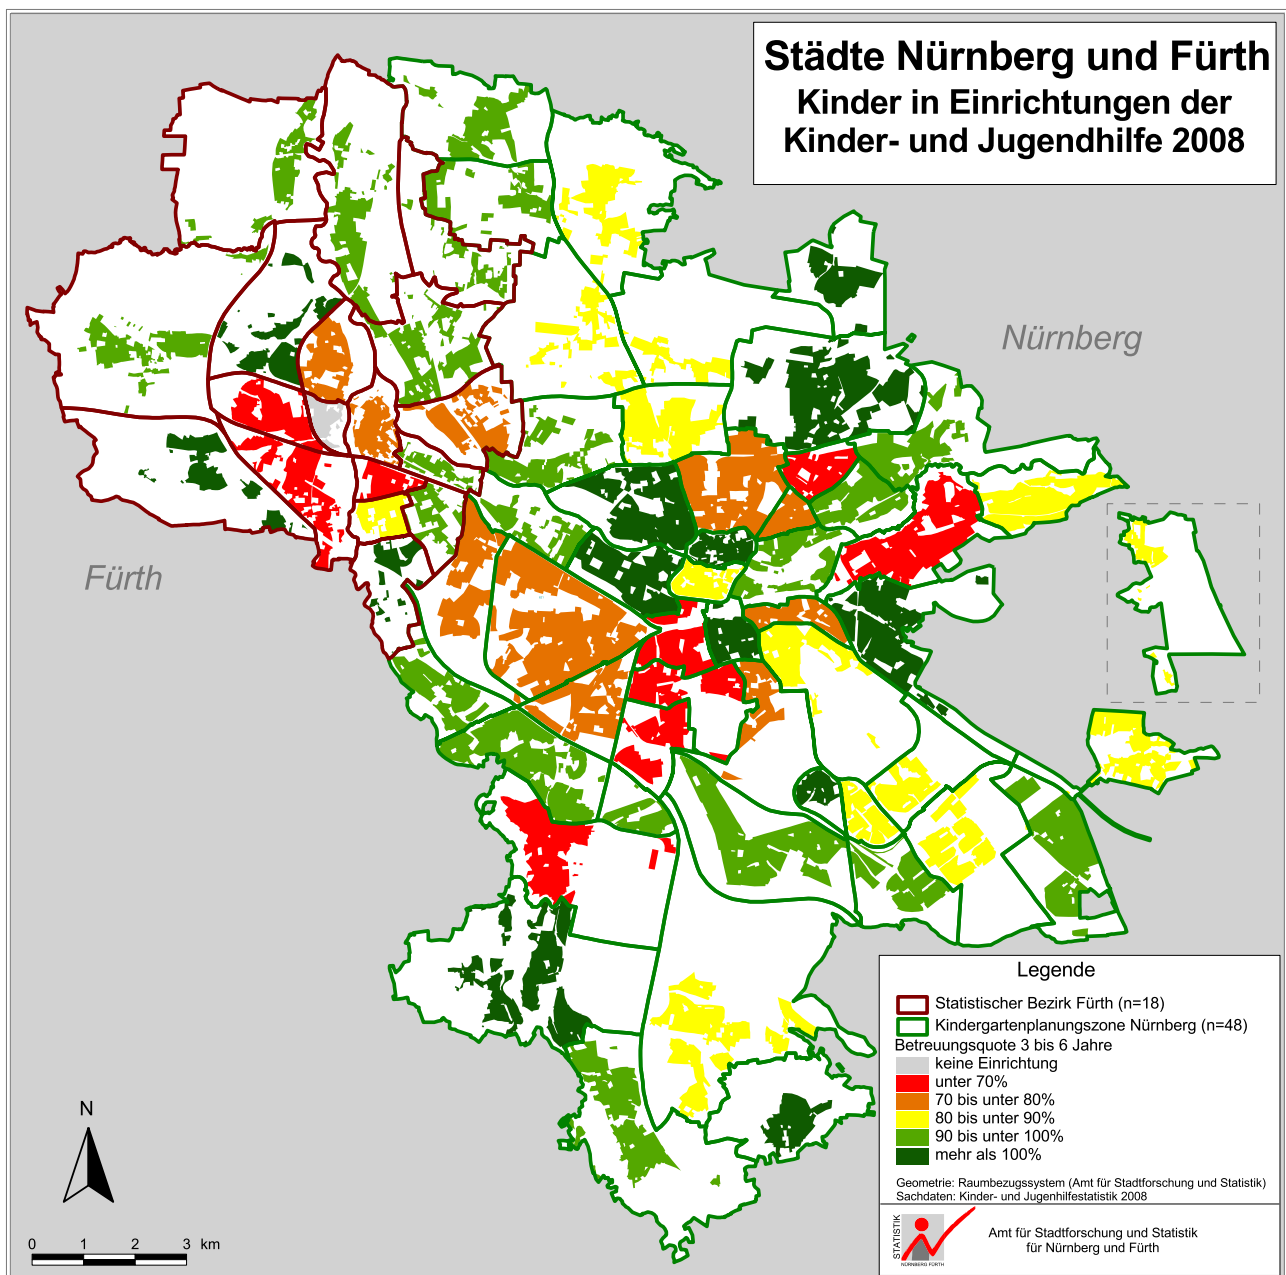 Städte Nürnberg und Fürth
Kinder in Einrichtungen der
Kinder- und Jugendhilfe 2008
Nürnberg
Fürth
Legende
Statistischer Bezirk Fürth (n=18)
Kindergartenplanungszone Nürnberg (n=48)
Betreuungsquote 3 bis 6 Jahre
keine Einrichtung
unter 70%
70 bis unter 80%
80 bis unter 90%
90 bis unter 100%
mehr als 100%
Geometrie: Raumbezugssystem (Amt für Stadtforschung und Statistik)
Sachdaten: Kinder- und Jugenhilfestatistik 2008
STATISTIK
NÜRNBERG FÜRTH
Amt für Stadtforschung und Statistik
für Nürnberg und Fürth
N
0 1 2 3 km